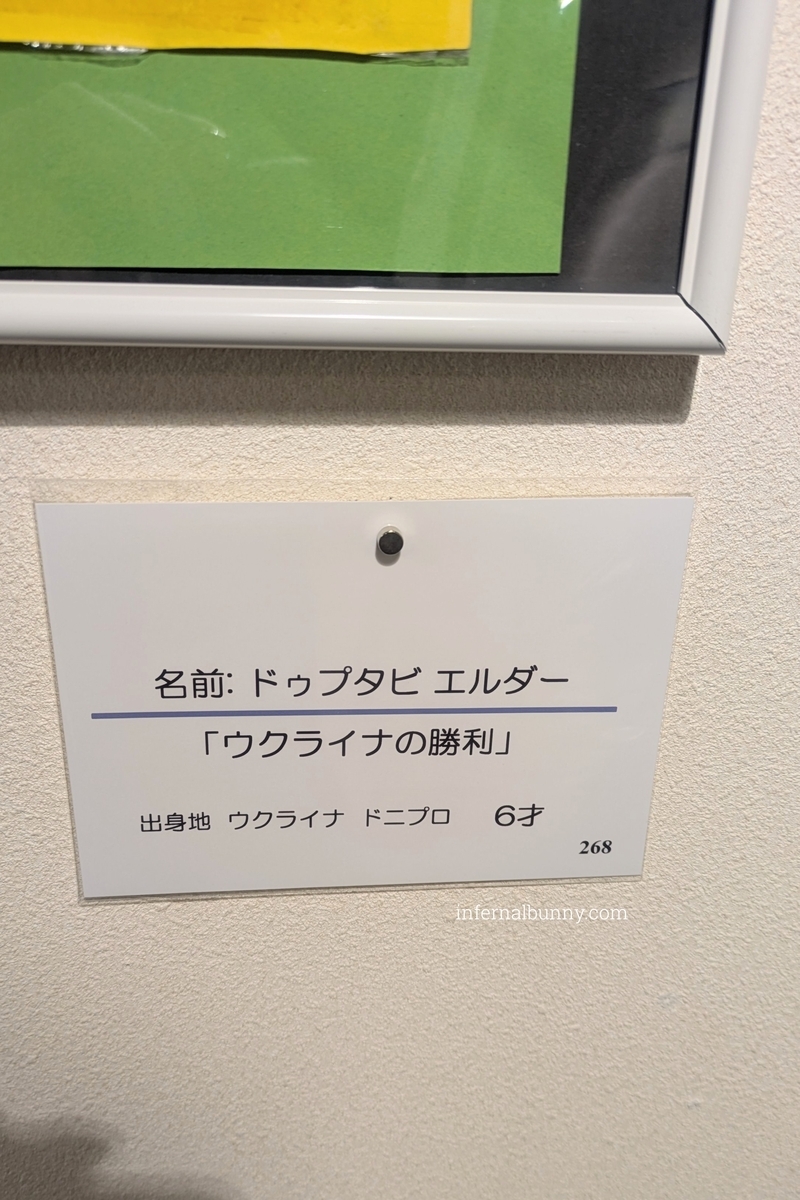 名前: ドゥプタビ エルダー
「ウクライナの勝利」
出身地 ウクライナ ドニプロ 6才
268
infernalbunny.com